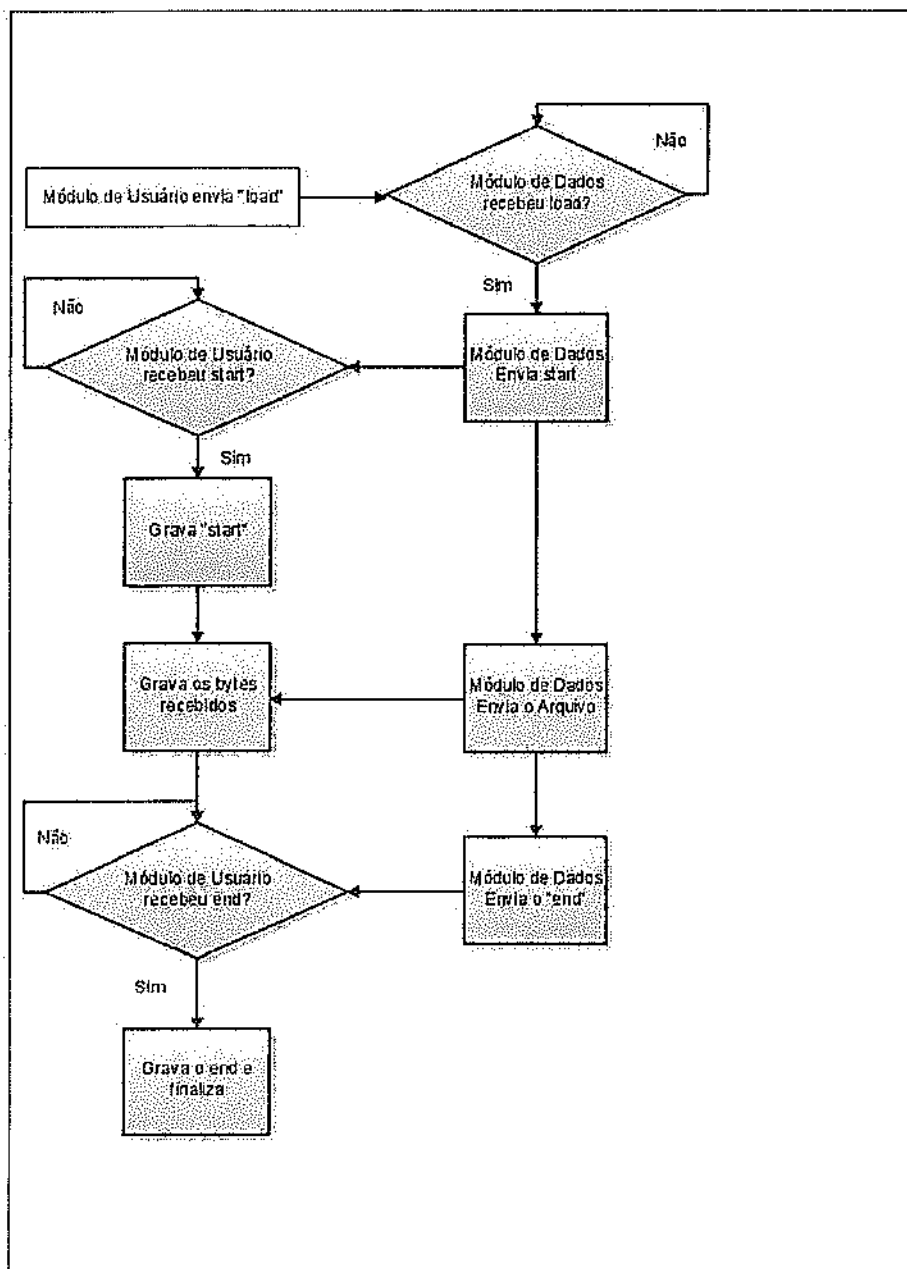 Não
Módulo de Usuário envia "load"
Módulo de Dados
recebeu load?
Sim
Não
Módulo de Usuário
recebeu start?
Módulo de Dados
Envia start
Sim
Grava "start"
Grava os bytes
recebidos
Módulo de Dados
Envia o Arquivo
Não
Módulo de Usuário
recebeu end?
Módulo de Dados
Envia o "end"
Sim
Grava o end e
finaliza